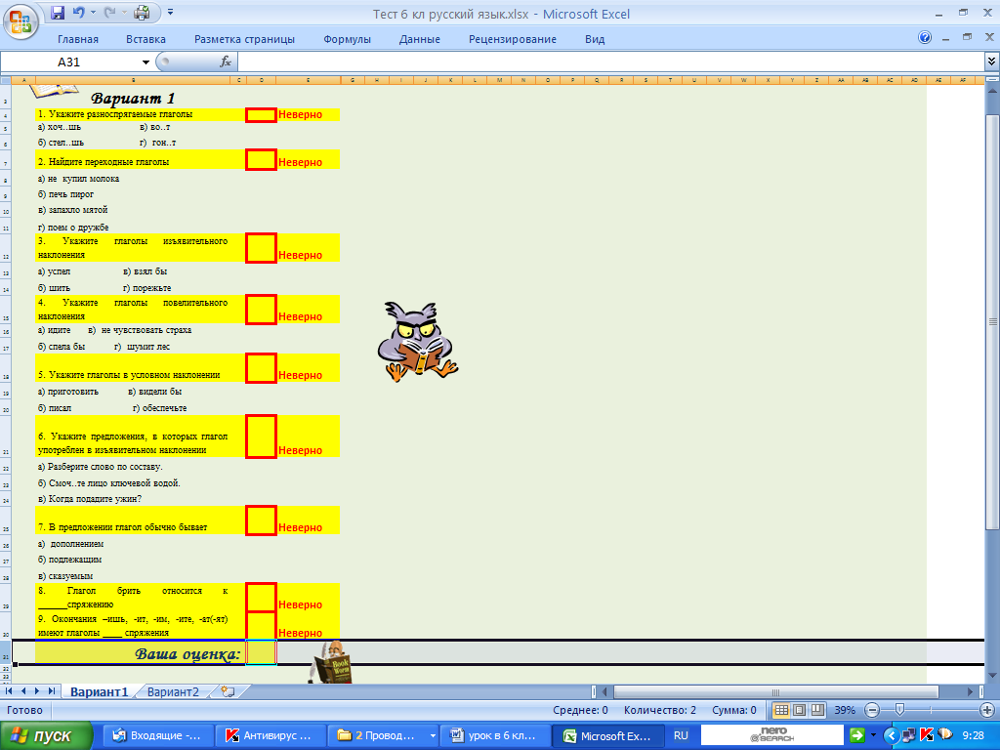 Тест 6 кл русский язык.xlsx - Microsoft Excel
Главная Вставка Разметка страницы Формулы Данные Рецензирование Вид
A31
fx
Вариант 1
1. Укажите разноспрягаемые глаголы
Неверно
а) хоч..шь в) во..т
б) стел..шь г) гон..т
2. Найдите переходные глаголы
Неверно
а) не купил молока
б) печь пирог
в) запахло мятой
г) поем о дружбе
3. Укажите глаголы изъявительного
наклонения
Неверно
а) успел в) взял бы
б) шить г) порежьте
4. Укажите глаголы повелительного
наклонения
Неверно
а) идите в) не чувствовать страха
б) спела бы г) шумит лес
5. Укажите глаголы в условном наклонении
Неверно
а) приготовить в) видели бы
б) писал г) обеспечьте
6. Укажите предложения, в которых глагол
употреблен в изъявительном наклонении
Неверно
а) Разберите слово по составу.
б) Смоч..те лицо ключевой водой.
в) Когда подадите ужин?
7. В предложении глагол обычно бывает
Неверно
а) дополнением
б) подлежащим
в) сказуемым
8. Глагол брить относится к
______спряжению
Неверно
9. Окончания –ишь, -ит, -им, -ите, -ат(-ят)
имеют глаголы ____ спряжения
Неверно
Ваша оценка:
Book Worm
Вариант1 Вариант2
Готово Среднее: 0 Количество: 2 Сумма: 0 39%
пуск Входящие -... Антивирус ... 2 Провод... урок в 6 кл... Microsoft Ex... RU nero SEARCH 9:28